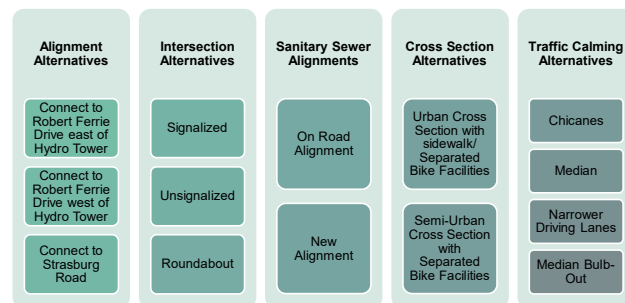 Alignment
Alternatives
Connect to
Robert Ferrie
Drive east of
Hydro Tower
Connect to
Robert Ferrie
Drive west of
Hydro Tower
Connect to
Strasburg
Road
Intersection
Alternatives
Signalized
Unsignalized
Roundabout
Sanitary Sewer
Alignments
On Road
Alignment
New
Alignment
Cross Section
Alternatives
Urban Cross
Section with
sidewalk/
Separated
Bike Facilities
Semi-Urban
Cross Section
with
Separated
Bike Facilities
Traffic Calming
Alternatives
Chicanes
Median
Narrower
Driving Lanes
Median Bulb-
Out